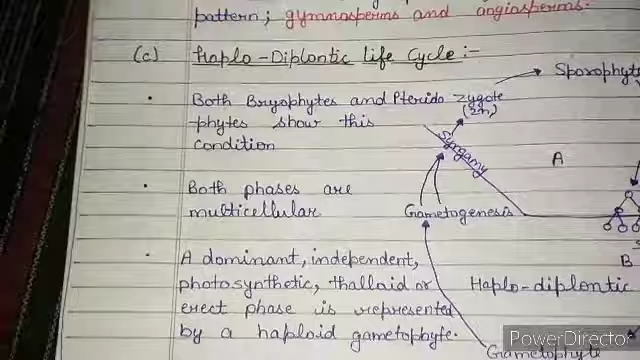 pattern; gymnosperms and angiosperms.
(c) Haplo-Diplontic life Cycle :-
• Both Bryophytes and Pterido
phytes show this
condition
• Both phases are
multicellular
• A dominant, independent,
photosynthetic, thalloid or
erect phase is represented
by a haploid gametophyte.
Sporophyte
Zygote
(2n)
Syngamy
A
Gametogenesis
B
Haplo-diplontic
Gametophyte
PowerDirector